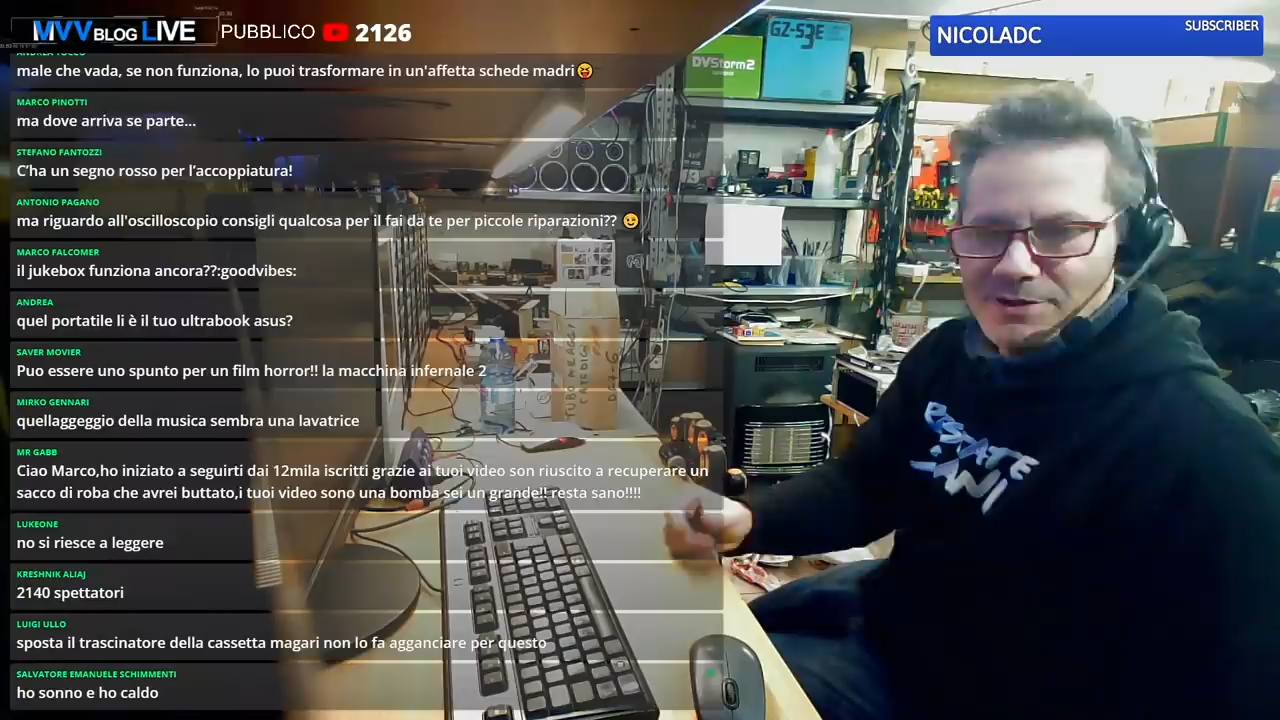 MVV BLOG LIVE PUBBLICO 2126
NICOLADC
SUBSCRIBER
ANDREA TOCCO
male che vada, se non funziona, lo puoi trasformare in un'affetta schede madri😝
MARCO PINOTTI
ma dove arriva se parte...
STEFANO FANTOZZI
C'ha un segno rosso per l'accoppiatura!
ANTONIO PAGANO
ma riguardo all'oscilloscopio consigli qualcosa per il fai da te per piccole riparazioni?? 😉
MARCO FALCOMER
il jukebox funziona ancora??:goodvibes:
ANDREA
quel portatile li è il tuo ultrabook asus?
SAVER MOVIER
Puo essere uno spunto per un film horror!! la macchina infernale 2
MIRKO GENNARI
quellaggeggio della musica sembra una lavatrice
MR GABB
Ciao Marco,ho iniziato a seguirti dai 12mila iscritti grazie ai tuoi video son riuscito a recuperare un
sacco di roba che avrei buttato,i tuoi video sono una bomba sei un grande!! resta sano!!!!
LUKEONE
no si riesce a leggere
KRESHNIK ALIAJ
2140 spettatori
LUIGI ULLO
sposta il trascinatore della cassetta magari non lo fa agganciare per questo
SALVATORE EMANUELE SCHIMMENTI
ho sonno e ho caldo
DVStorm2
GZ-S3E
TUBO A RAGGI
CATODICI
DG7-6